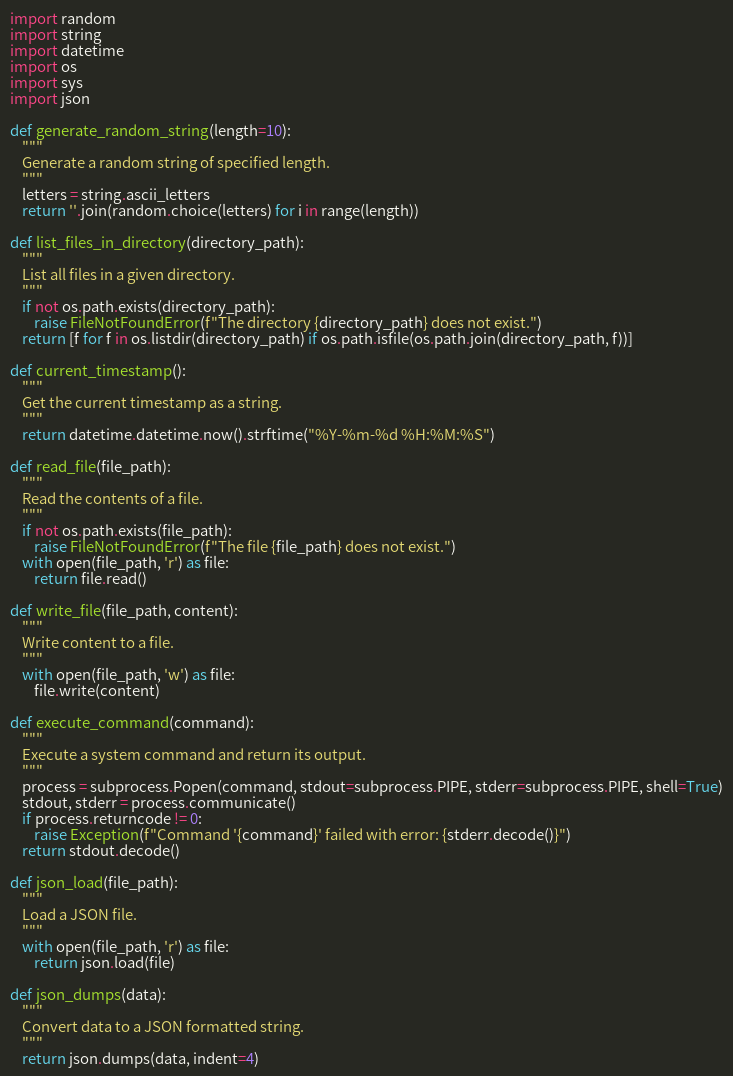 import random
import string
import datetime
import os
import sys
import json

def generate_random_string(length=10):
    """
    Generate a random string of specified length.
    """
    letters = string.ascii_letters
    return ''.join(random.choice(letters) for i in range(length))

def list_files_in_directory(directory_path):
    """
    List all files in a given directory.
    """
    if not os.path.exists(directory_path):
        raise FileNotFoundError(f"The directory {directory_path} does not exist.")
    return [f for f in os.listdir(directory_path) if os.path.isfile(os.path.join(directory_path, f))]

def current_timestamp():
    """
    Get the current timestamp as a string.
    """
    return datetime.datetime.now().strftime("%Y-%m-%d %H:%M:%S")

def read_file(file_path):
    """
    Read the contents of a file.
    """
    if not os.path.exists(file_path):
        raise FileNotFoundError(f"The file {file_path} does not exist.")
    with open(file_path, 'r') as file:
        return file.read()

def write_file(file_path, content):
    """
    Write content to a file.
    """
    with open(file_path, 'w') as file:
        file.write(content)

def execute_command(command):
    """
    Execute a system command and return its output.
    """
    process = subprocess.Popen(command, stdout=subprocess.PIPE, stderr=subprocess.PIPE, shell=True)
    stdout, stderr = process.communicate()
    if process.returncode != 0:
        raise Exception(f"Command '{command}' failed with error: {stderr.decode()}")
    return stdout.decode()

def json_load(file_path):
    """
    Load a JSON file.
    """
    with open(file_path, 'r') as file:
        return json.load(file)

def json_dumps(data):
    """
    Convert data to a JSON formatted string.
    """
    return json.dumps(data, indent=4)